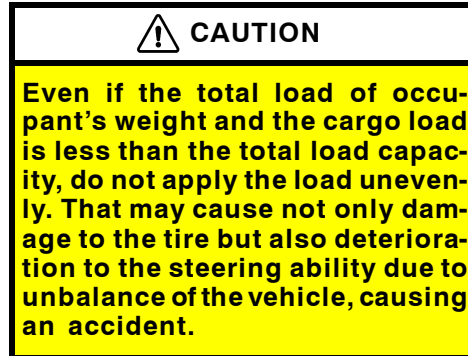 CAUTION
Even if the total load of occu-
pant's weight and the cargo load
is less than the total load capac-
ity, do not apply the load uneven-
ly. That may cause not only dam-
age to the tire but also deteriora-
tion to the steering ability due to
unbalance of the vehicle, causing
an accident.